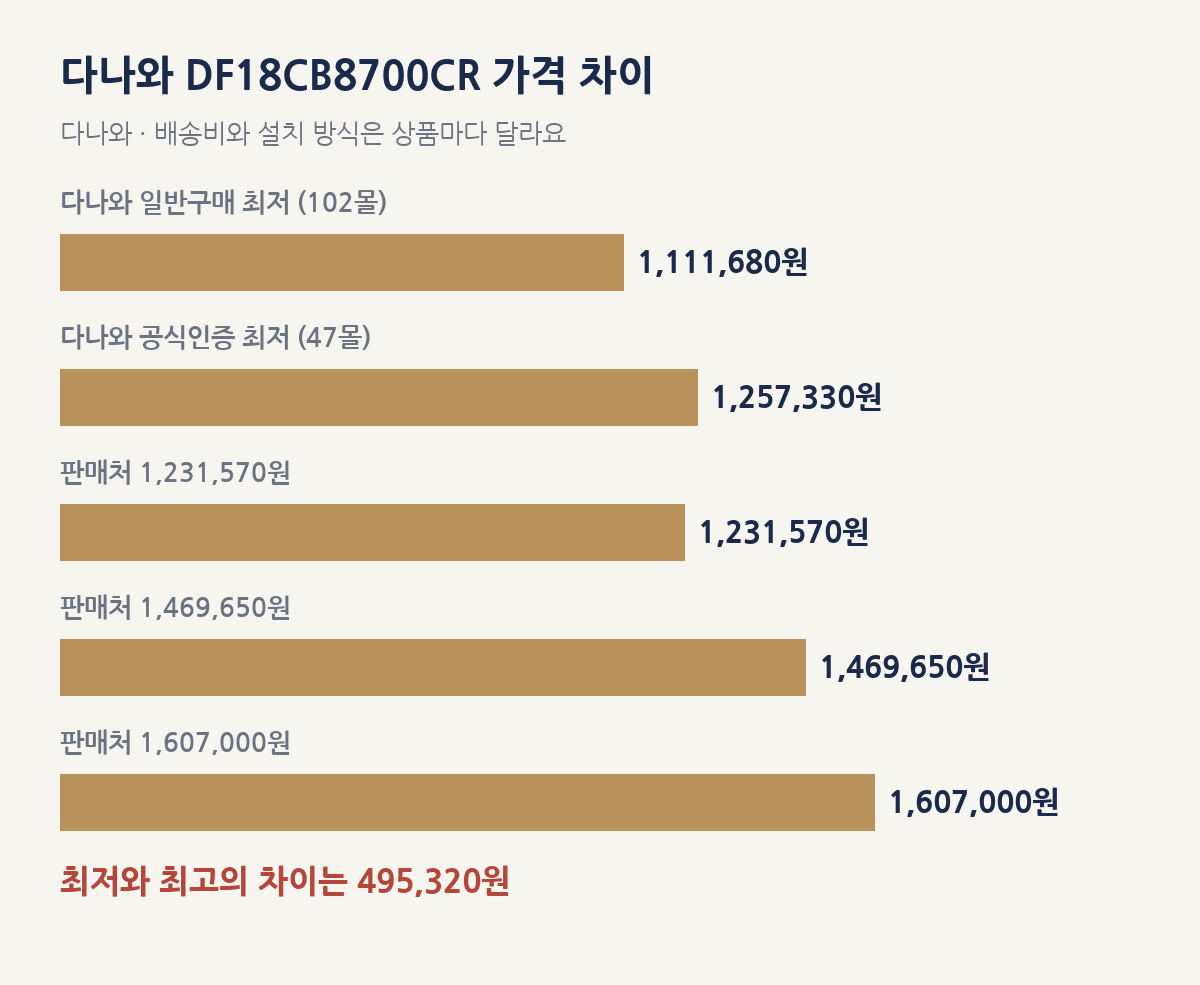 다나와 DF18CB8700CR 가격 차이
다나와 · 배송비와 설치 방식은 상품마다 달라요
다나와 일반구매 최저 (102몰)
1,111,680원
다나와 공식인증 최저 (47몰)
1,257,330원
판매처 1,231,570원
1,231,570원
판매처 1,469,650원
1,469,650원
판매처 1,607,000원
1,607,000원
최저와 최고의 차이는 495,320원